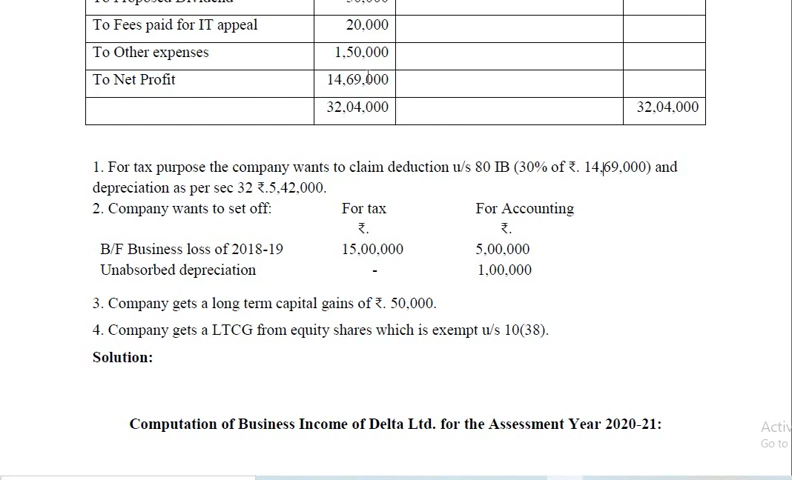 To Fees paid for IT appeal 20,000
To Other expenses 1,50,000
To Net Profit 14,69,000
32,04,000 32,04,000
1. For tax purpose the company wants to claim deduction u/s 80 IB (30% of ₹. 14,69,000) and
depreciation as per sec 32 ₹.5,42,000.
2. Company wants to set off: For tax For Accounting
₹. ₹.
B/F Business loss of 2018-19 15,00,000 5,00,000
Unabsorbed depreciation - 1,00,000
3. Company gets a long term capital gains of ₹. 50,000.
4. Company gets a LTCG from equity shares which is exempt u/s 10(38).
Solution:
Computation of Business Income of Delta Ltd. for the Assessment Year 2020-21:
Activ
Go to